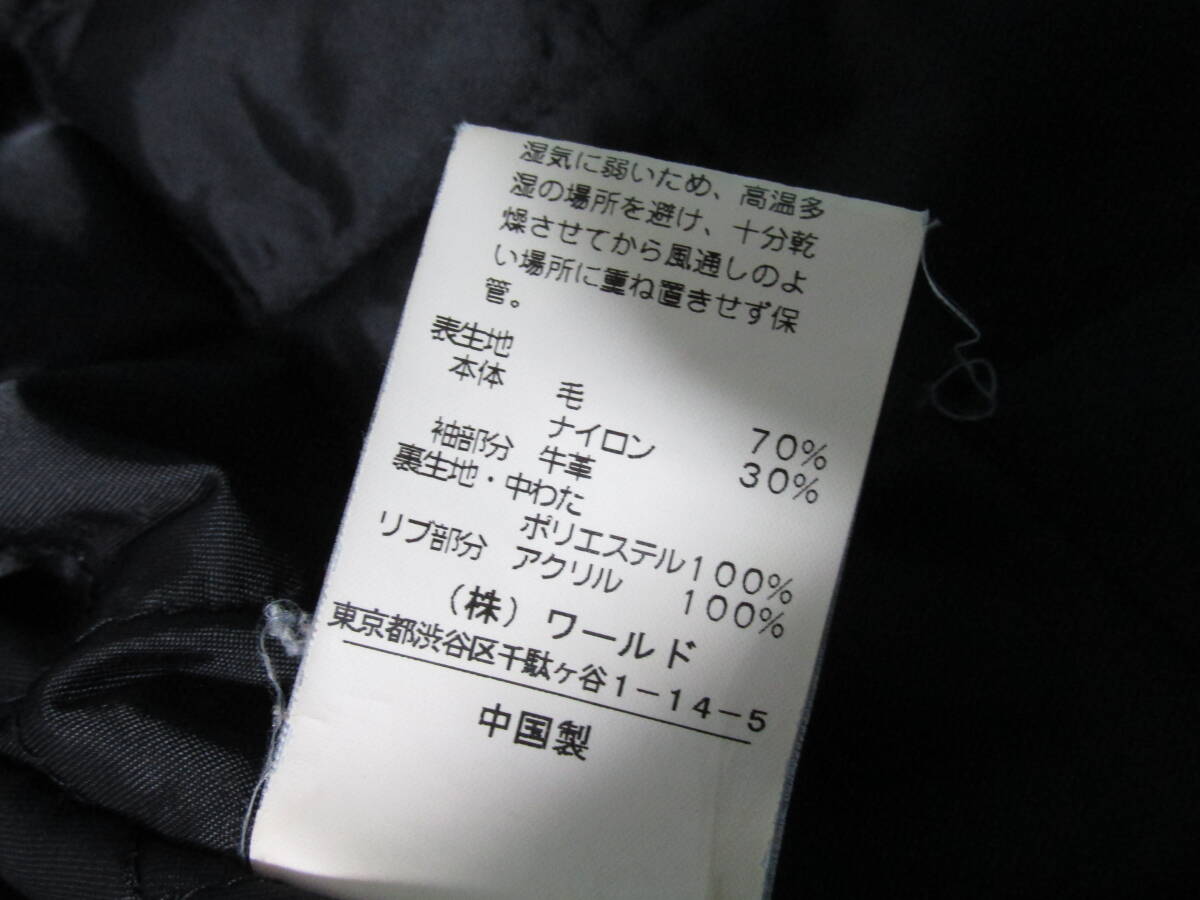 湿気に弱いため、高温多
湿の場所を避け、十分乾
燥させてから風通しのよ
い場所に重ね置きせず保
管。
表生地
本体 毛 70%
ナイロン 30%
袖部分 牛革
裏生地・中わた
ポリエステル100%
リブ部分 アクリル 100%
（株）ワールド
東京都渋谷区千駄ヶ谷1-14-5
中国製